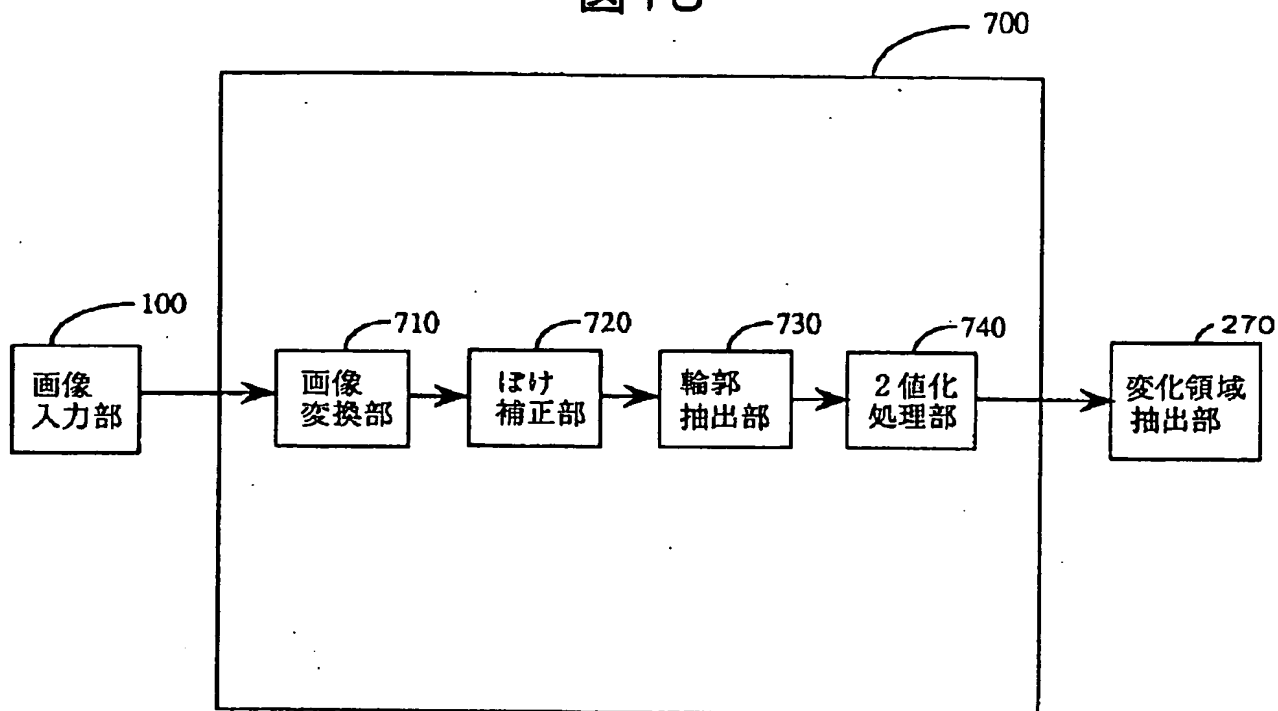 700
100
710
720
730
740
270
画像
入力部
画像
変換部
ぼけ
補正部
輪郭
抽出部
2値化
処理部
変化領域
抽出部